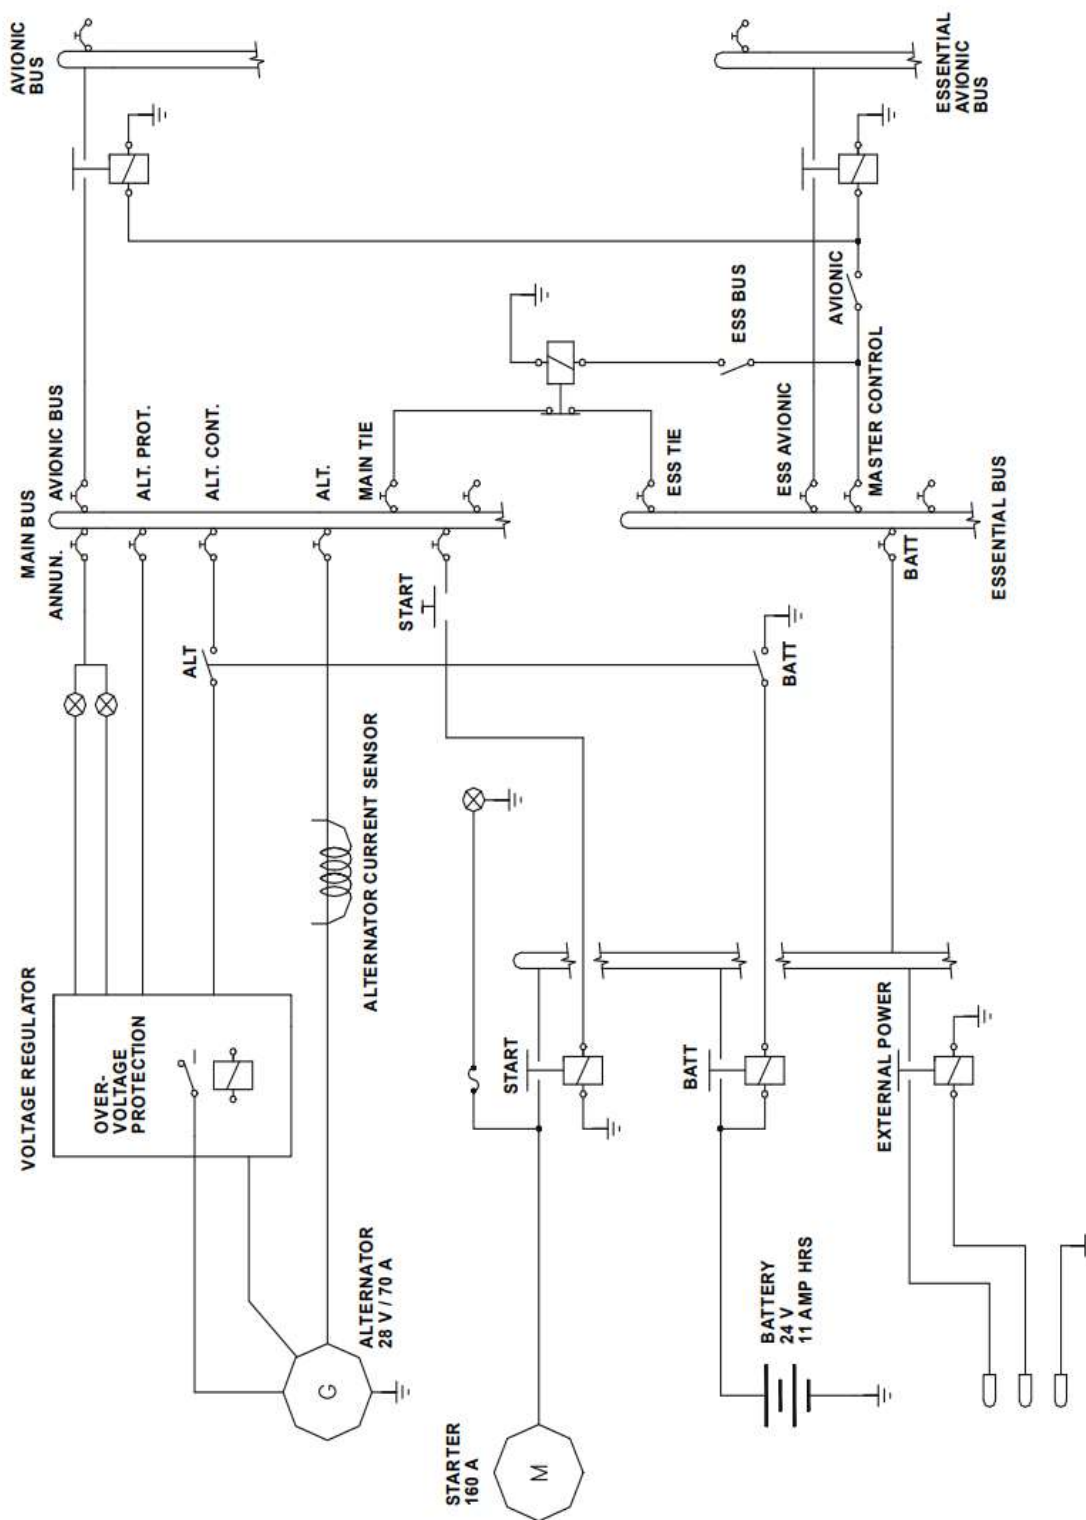 VOLTAGE REGULATOR
OVER-
VOLTAGE
PROTECTION
ALTERNATOR
28 V / 70 A
G
ALTERNATOR CURRENT SENSOR
ALT
MAIN BUS
ANNUN.
AVIONIC BUS
ALT. PROT.
ALT. CONT.
ALT.
MAIN TIE
START
AVIONIC
BUS
STARTER
160 A
M
START
BATT
BATTERY
24 V
11 AMP HRS
BATT
EXTERNAL POWER
BATT
ESSENTIAL BUS
ESS TIE
ESS AVIONIC
MASTER CONTROL
ESS BUS
AVIONIC
ESSENTIAL
AVIONIC
BUS